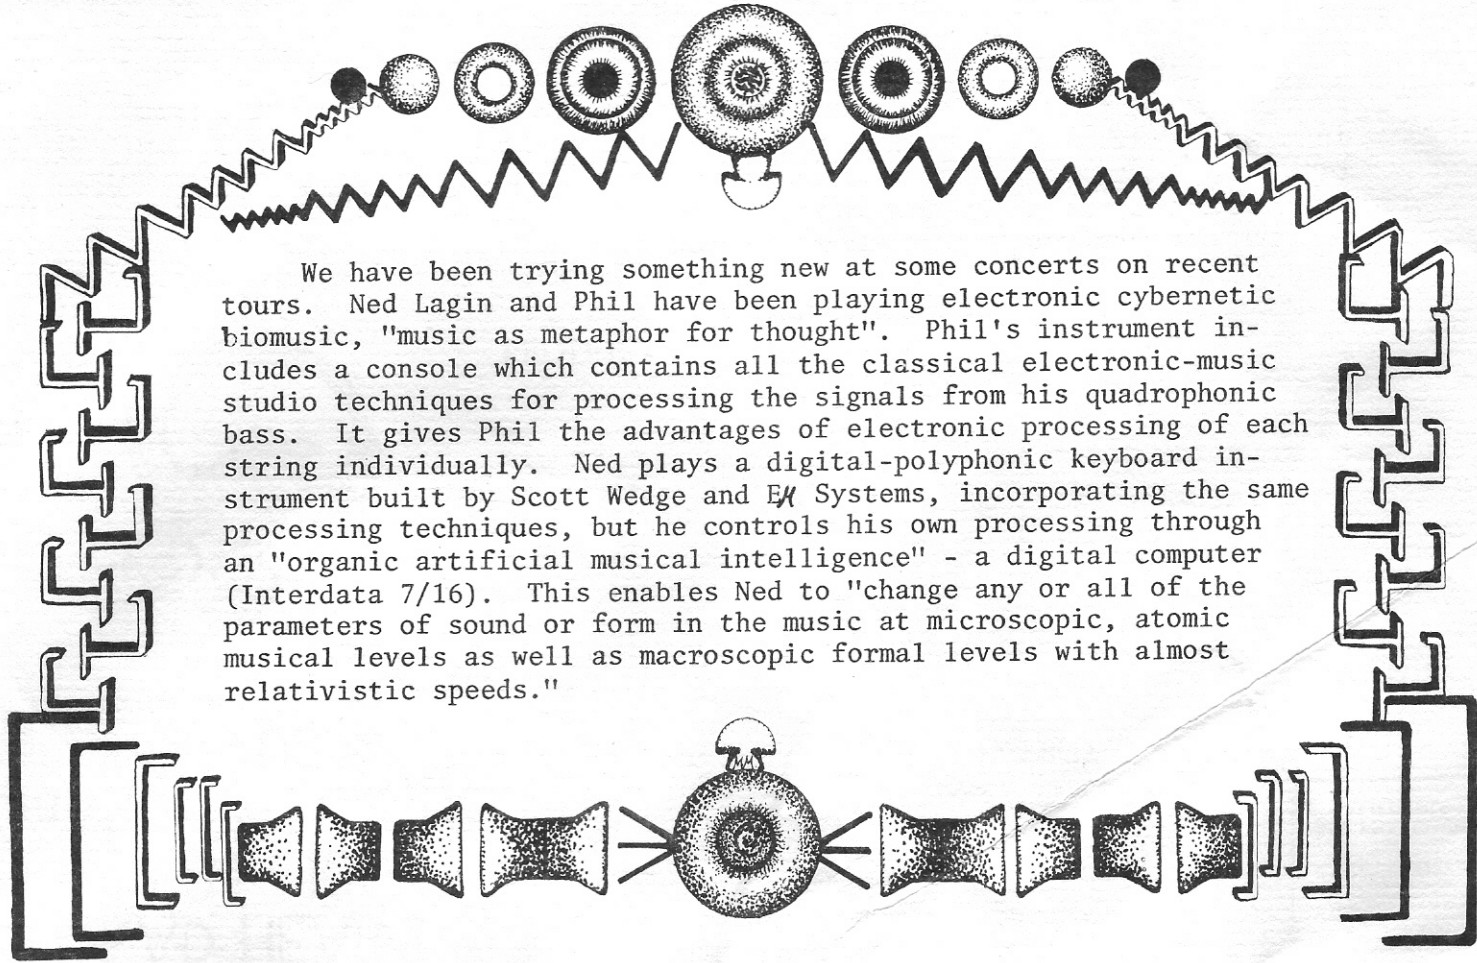 We have been trying something new at some concerts on recent
tours. Ned Lagin and Phil have been playing electronic cybernetic
biomusic, "music as metaphor for thought". Phil's instrument in-
cludes a console which contains all the classical electronic-music
studio techniques for processing the signals from his quadrophonic
bass. It gives Phil the advantages of electronic processing of each
string individually. Ned plays a digital-polyphonic keyboard in-
strument built by Scott Wedge and Eμ Systems, incorporating the same
processing techniques, but he controls his own processing through
an "organic artificial musical intelligence" - a digital computer
(Interdata 7/16). This enables Ned to "change any or all of the
parameters of sound or form in the music at microscopic, atomic
musical levels as well as macroscopic formal levels with almost
relativistic speeds."